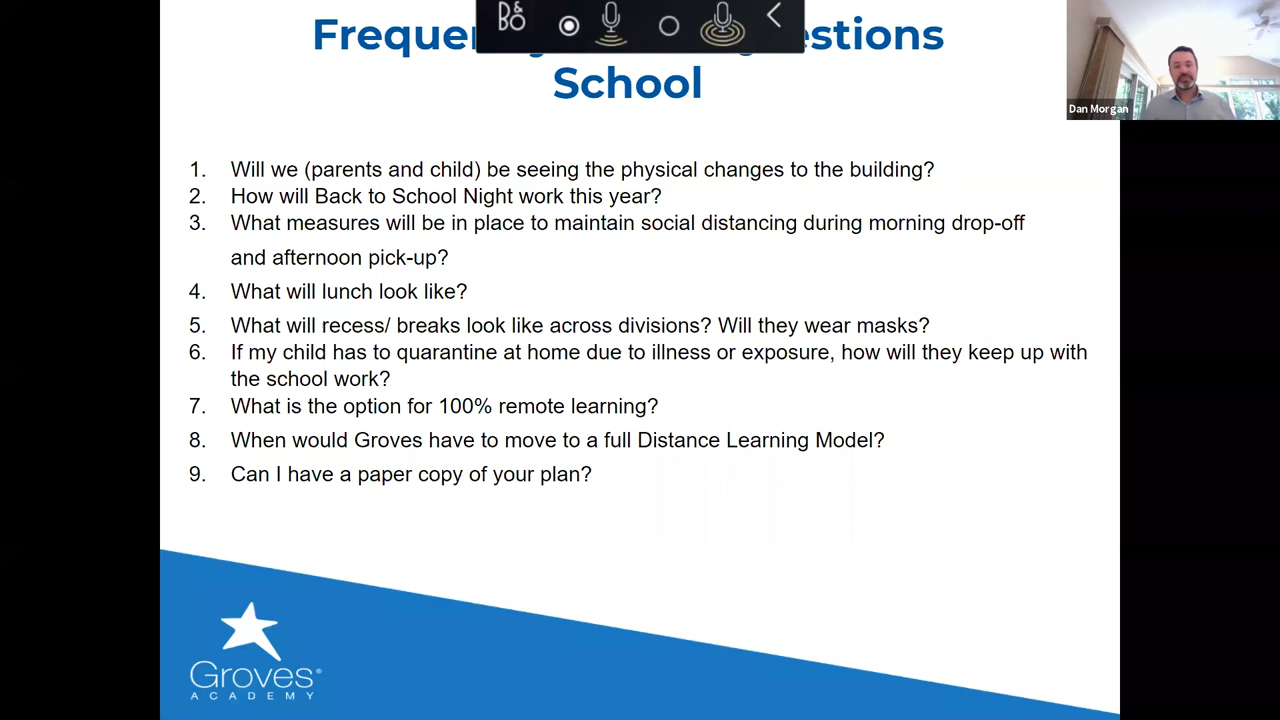 B&O
estions
School
Dan Morgan
1. Will we (parents and child) be seeing the physical changes to the building?
2. How will Back to School Night work this year?
3. What measures will be in place to maintain social distancing during morning drop-off
and afternoon pick-up?
4. What will lunch look like?
5. What will recess/ breaks look like across divisions? Will they wear masks?
6. If my child has to quarantine at home due to illness or exposure, how will they keep up with
the school work?
7. What is the option for 100% remote learning?
8. When would Groves have to move to a full Distance Learning Model?
9. Can I have a paper copy of your plan?
Groves®
ACADEMY